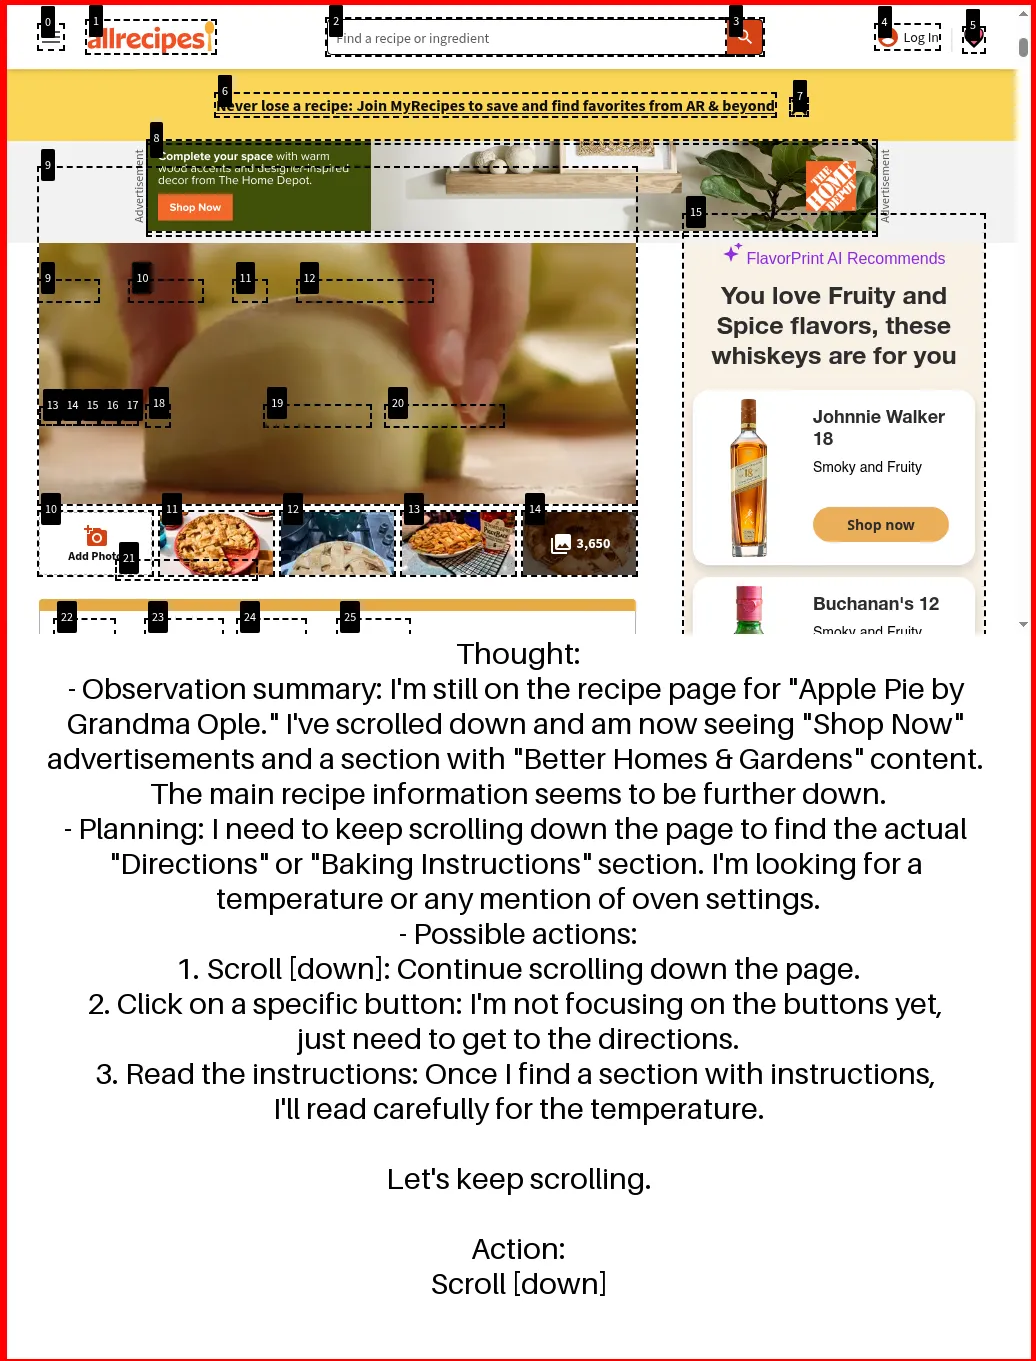 0
1
allrecipes
2
Find a recipe or ingredient
3
4
Log In
5
6
Never lose a recipe: Join MyRecipes to save and find favorites from AR & beyond
7
8
9
Advertisement
Complete your space with warm
wood accents and designer-inspired
decor from The Home Depot.
Shop Now
THE
HOME
DEPOT
Advertisement
15
FlavorPrint AI Recommends
You love Fruity and
Spice flavors, these
whiskeys are for you
9
10
11
12
Johnnie Walker
18
Smoky and Fruity
Shop now
13
14
15
16
17
18
19
20
10
11
12
13
14
Add Photo
3,650
21
Buchanan's 12
Smoky and Fruity
22
23
24
25
Thought:
- Observation summary: I'm still on the recipe page for "Apple Pie by
Grandma Ople." I've scrolled down and am now seeing "Shop Now"
advertisements and a section with "Better Homes & Gardens" content.
The main recipe information seems to be further down.
- Planning: I need to keep scrolling down the page to find the actual
"Directions" or "Baking Instructions" section. I'm looking for a
temperature or any mention of oven settings.
- Possible actions:
1. Scroll [down]: Continue scrolling down the page.
2. Click on a specific button: I'm not focusing on the buttons yet,
just need to get to the directions.
3. Read the instructions: Once I find a section with instructions,
I'll read carefully for the temperature.
Let's keep scrolling.
Action:
Scroll [down]